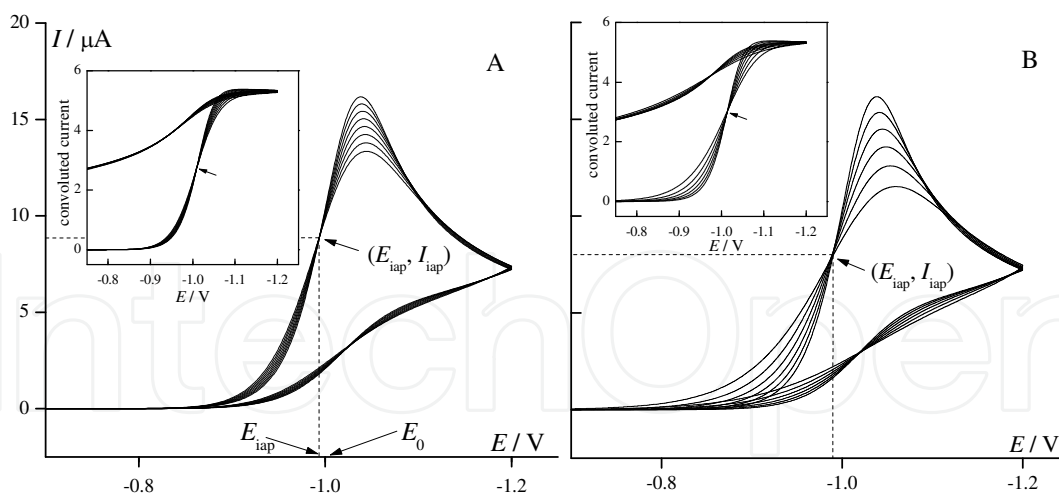 I / μA
A
20
15
10
5
0
6
4
2
0
convoluted current
-0.8 -0.9 -1.0 -1.1 -1.2
E / V
(E_iap, I_iap)
E_iap
E_0
E / V
-0.8 -1.0 -1.2
B
6
4
2
0
convoluted current
-0.8 -0.9 -1.0 -1.1 -1.2
E / V
(E_iap, I_iap)
E / V
-0.8 -1.0 -1.2
IntechOpen